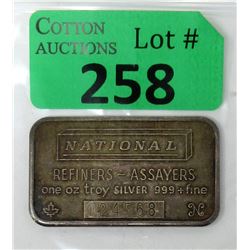 COTTON AUCTIONS
Lot #
258
NATIONAL
REFINERS - ASSAYERS
one oz troy SILVER 999+fine
124568